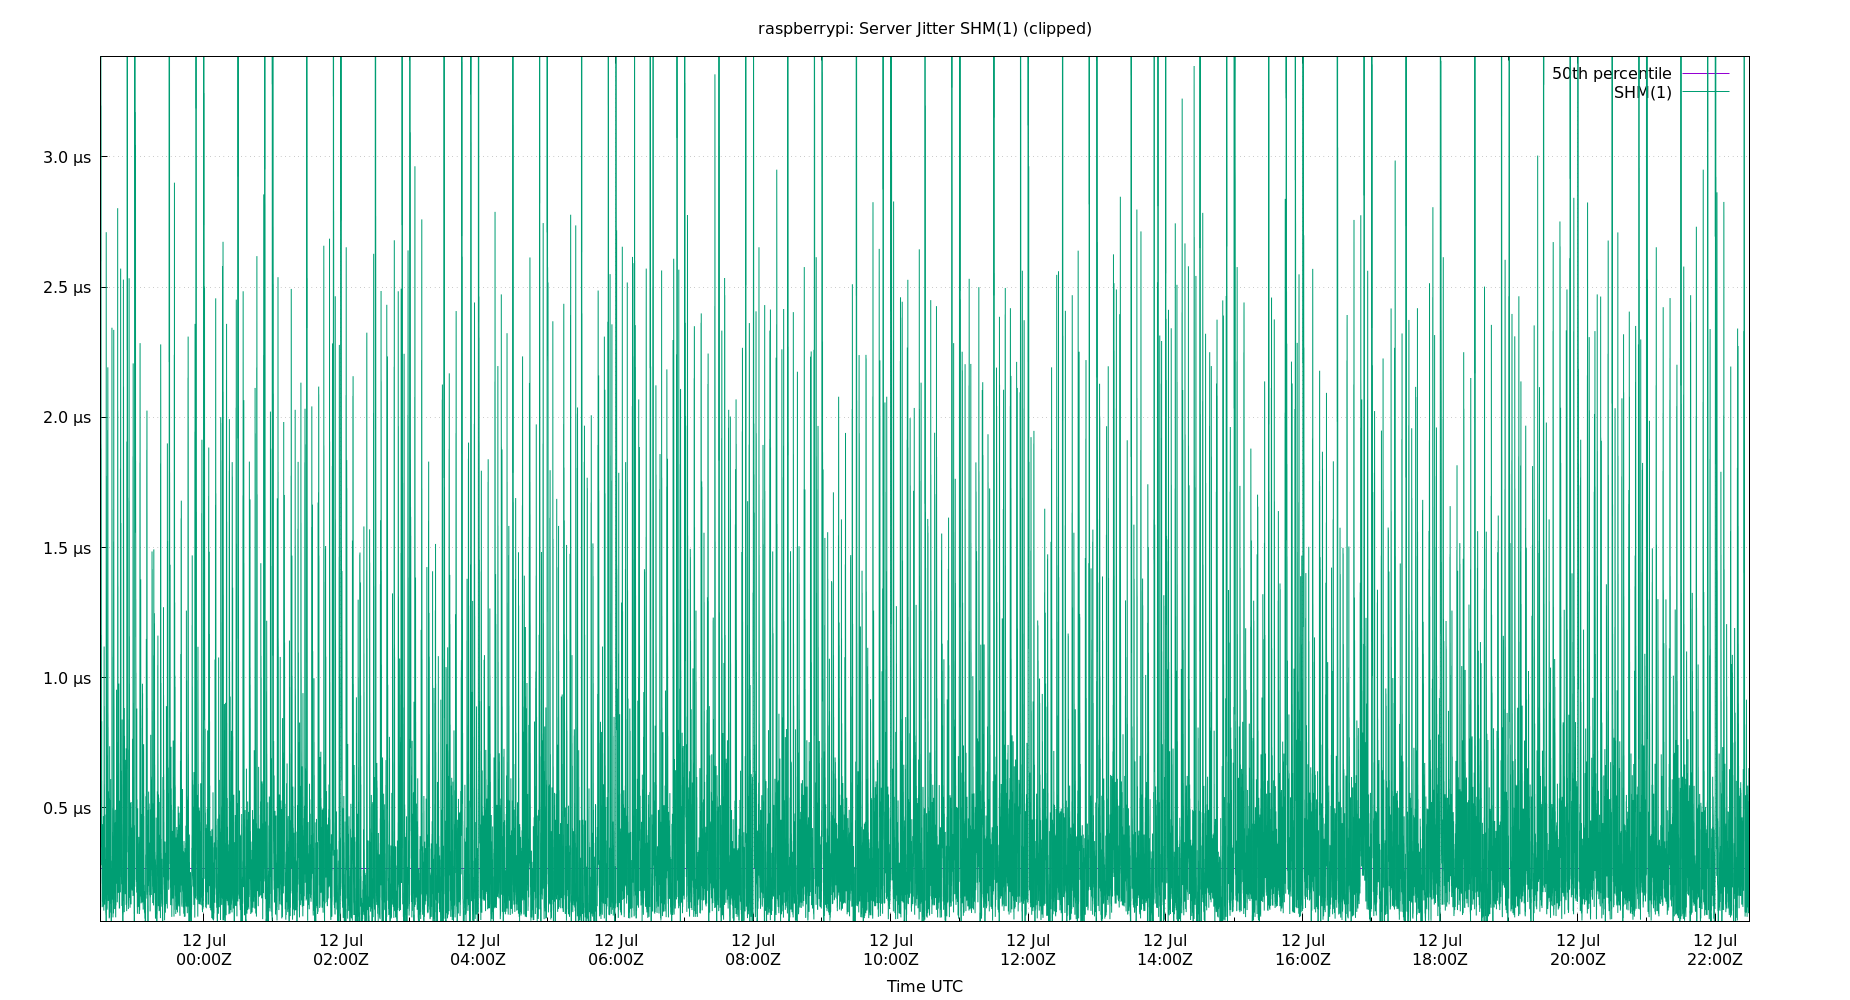 raspberrypi: Server Jitter SHM(1) (clipped)
50th percentile
SHM(1)
3.0 μs
2.5 μs
2.0 μs
1.5 μs
1.0 μs
0.5 μs
12 Jul 12 Jul 12 Jul 12 Jul 12 Jul 12 Jul 12 Jul 12 Jul 12 Jul 12 Jul 12 Jul 12 Jul
00:00Z 02:00Z 04:00Z 06:00Z 08:00Z 10:00Z 12:00Z 14:00Z 16:00Z 18:00Z 20:00Z 22:00Z
Time UTC